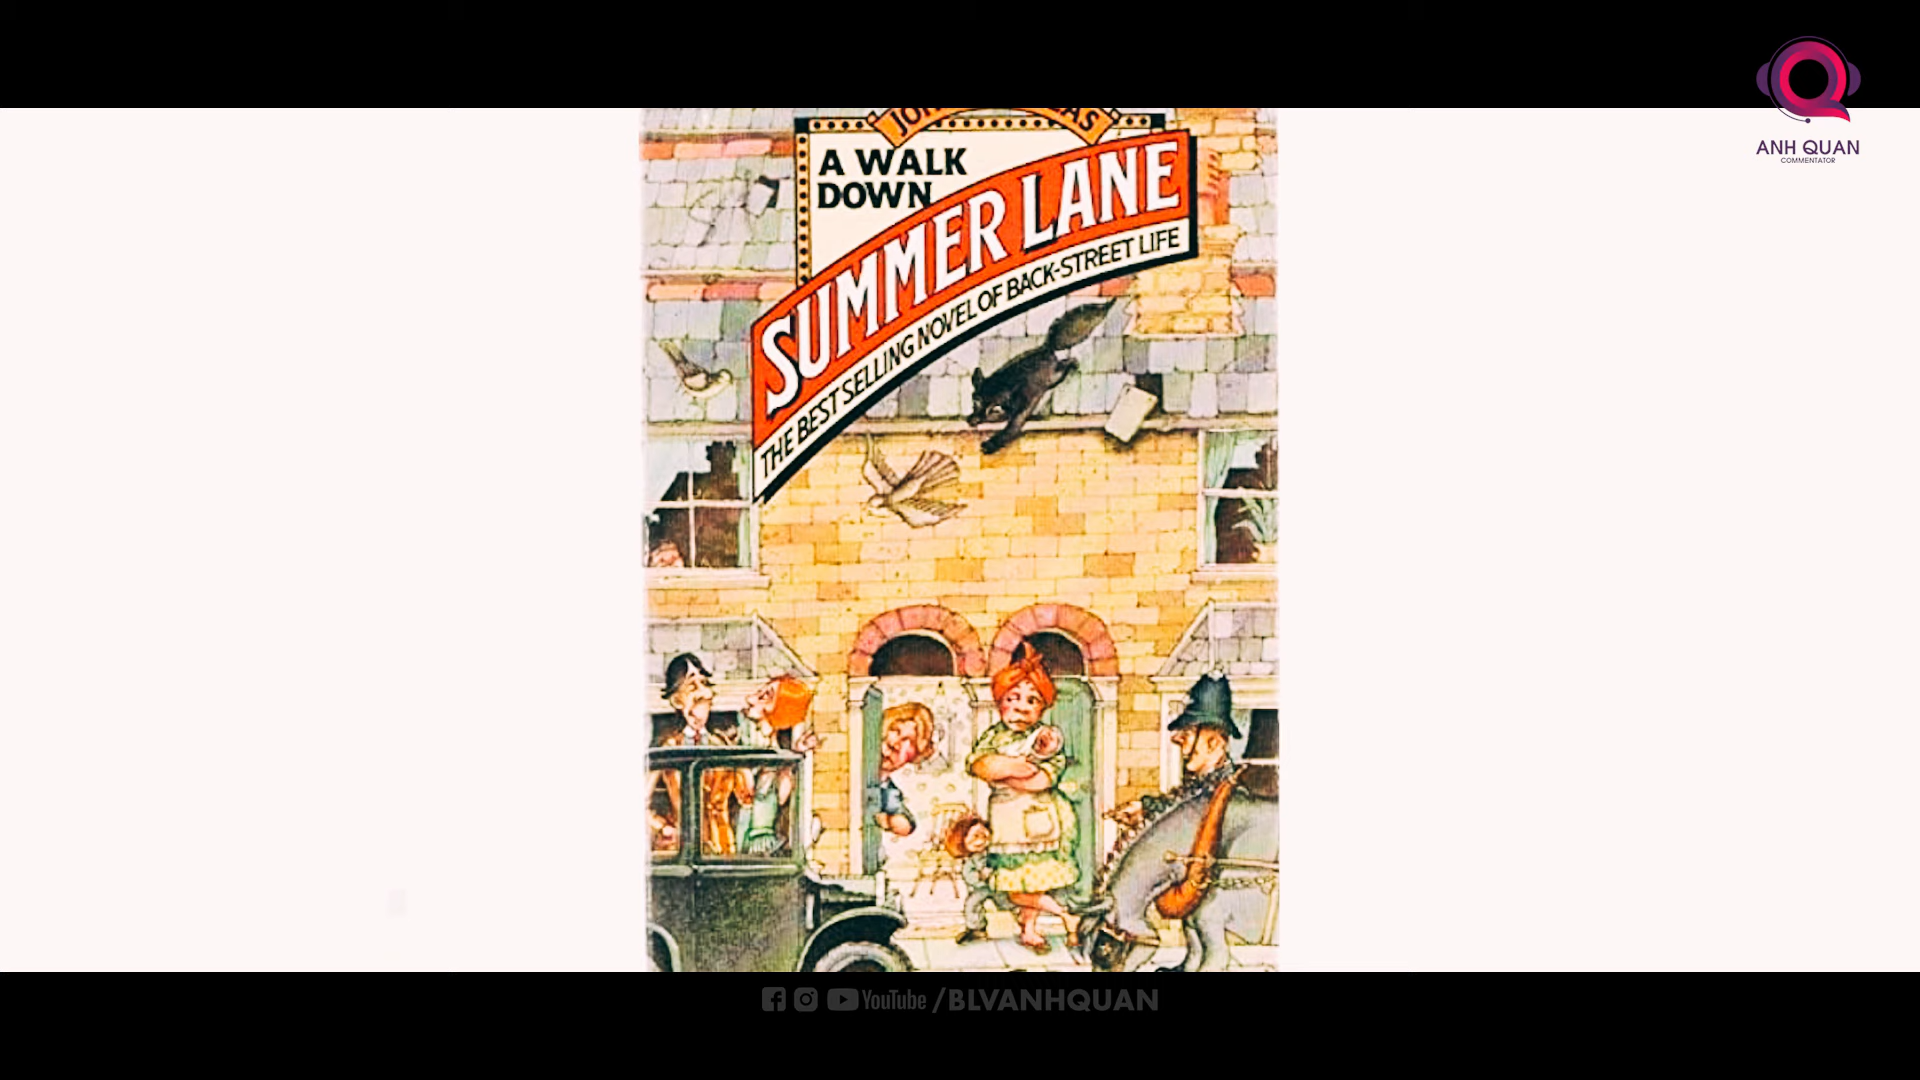 A WALK
DOWN
SUMMER LANE
THE BEST SELLING NOVEL OF BACK-STREET LIFE
ANH QUAN
COMMENTATOR
YouTube /BLVANHQUAN